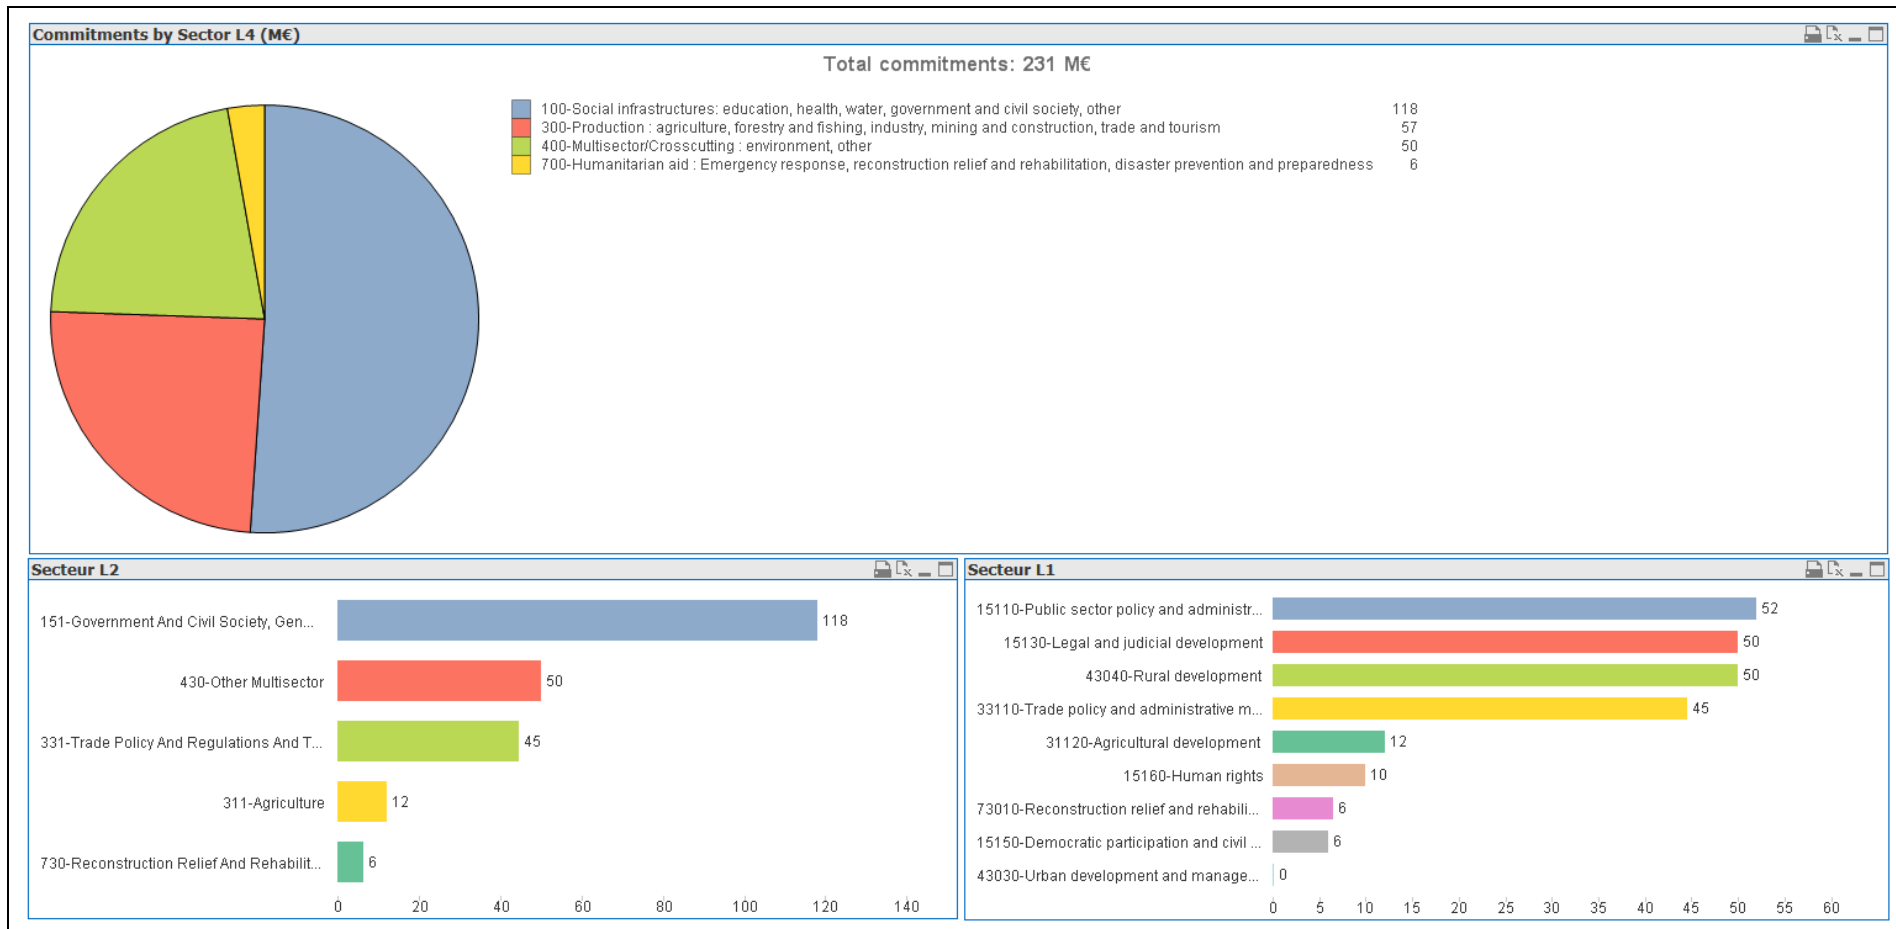 Commitments by Sector L4 (M€)
Total commitments: 231 M€
100-Social infrastructures: education, health, water, government and civil society, other 118
300-Production : agriculture, forestry and fishing, industry, mining and construction, trade and tourism 57
400-Multisector/Crosscutting : environment, other 50
700-Humanitarian aid : Emergency response, reconstruction relief and rehabilitation, disaster prevention and preparedness 6
Secteur L2
151-Government And Civil Society, Gen... 118
430-Other Multisector 50
331-Trade Policy And Regulations And T... 45
311-Agriculture 12
730-Reconstruction Relief And Rehabilit... 6
0 20 40 60 80 100 120 140
Secteur L1
15110-Public sector policy and administr... 52
15130-Legal and judicial development 50
43040-Rural development 50
33110-Trade policy and administrative m... 45
31120-Agricultural development 12
15160-Human rights 10
73010-Reconstruction relief and rehabili... 6
15150-Democratic participation and civil ... 6
43030-Urban development and manage... 0
0 5 10 15 20 25 30 35 40 45 50 55 60